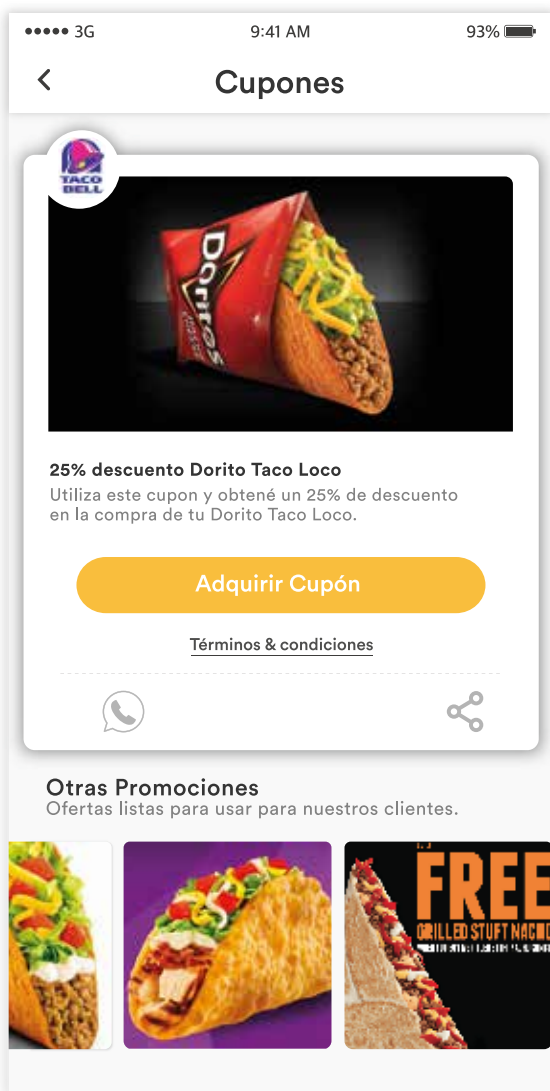 3G
9:41 AM
93%
Cupones
TACO
BELL
Doritos
25% descuento Dorito Taco Loco
Utiliza este cupon y obtené un 25% de descuento
en la compra de tu Dorito Taco Loco.
Adquirir Cupón
Términos & condiciones
Otras Promociones
Ofertas listas para usar para nuestros clientes.
FREE
GRILLED STUFT NACHO